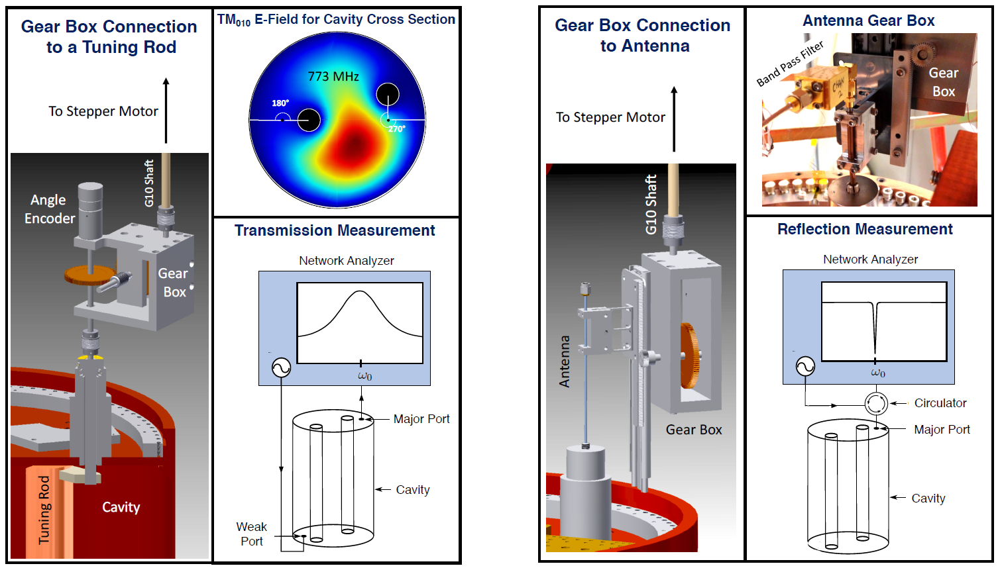 Gear Box Connection
to a Tuning Rod
To Stepper Motor
G10 Shaft
Angle
Encoder
Gear
Box
Tuning Rod
Cavity
TM010 E-Field for Cavity Cross Section
773 MHz
180°
270°
Transmission Measurement
Network Analyzer
ω0
Major Port
Cavity
Weak
Port
Gear Box Connection
to Antenna
To Stepper Motor
G10 Shaft
Antenna
Gear Box
Antenna Gear Box
Band Pass Filter
Gear
Box
CHAN
2
Reflection Measurement
Network Analyzer
ω0
Circulator
Major Port
Cavity